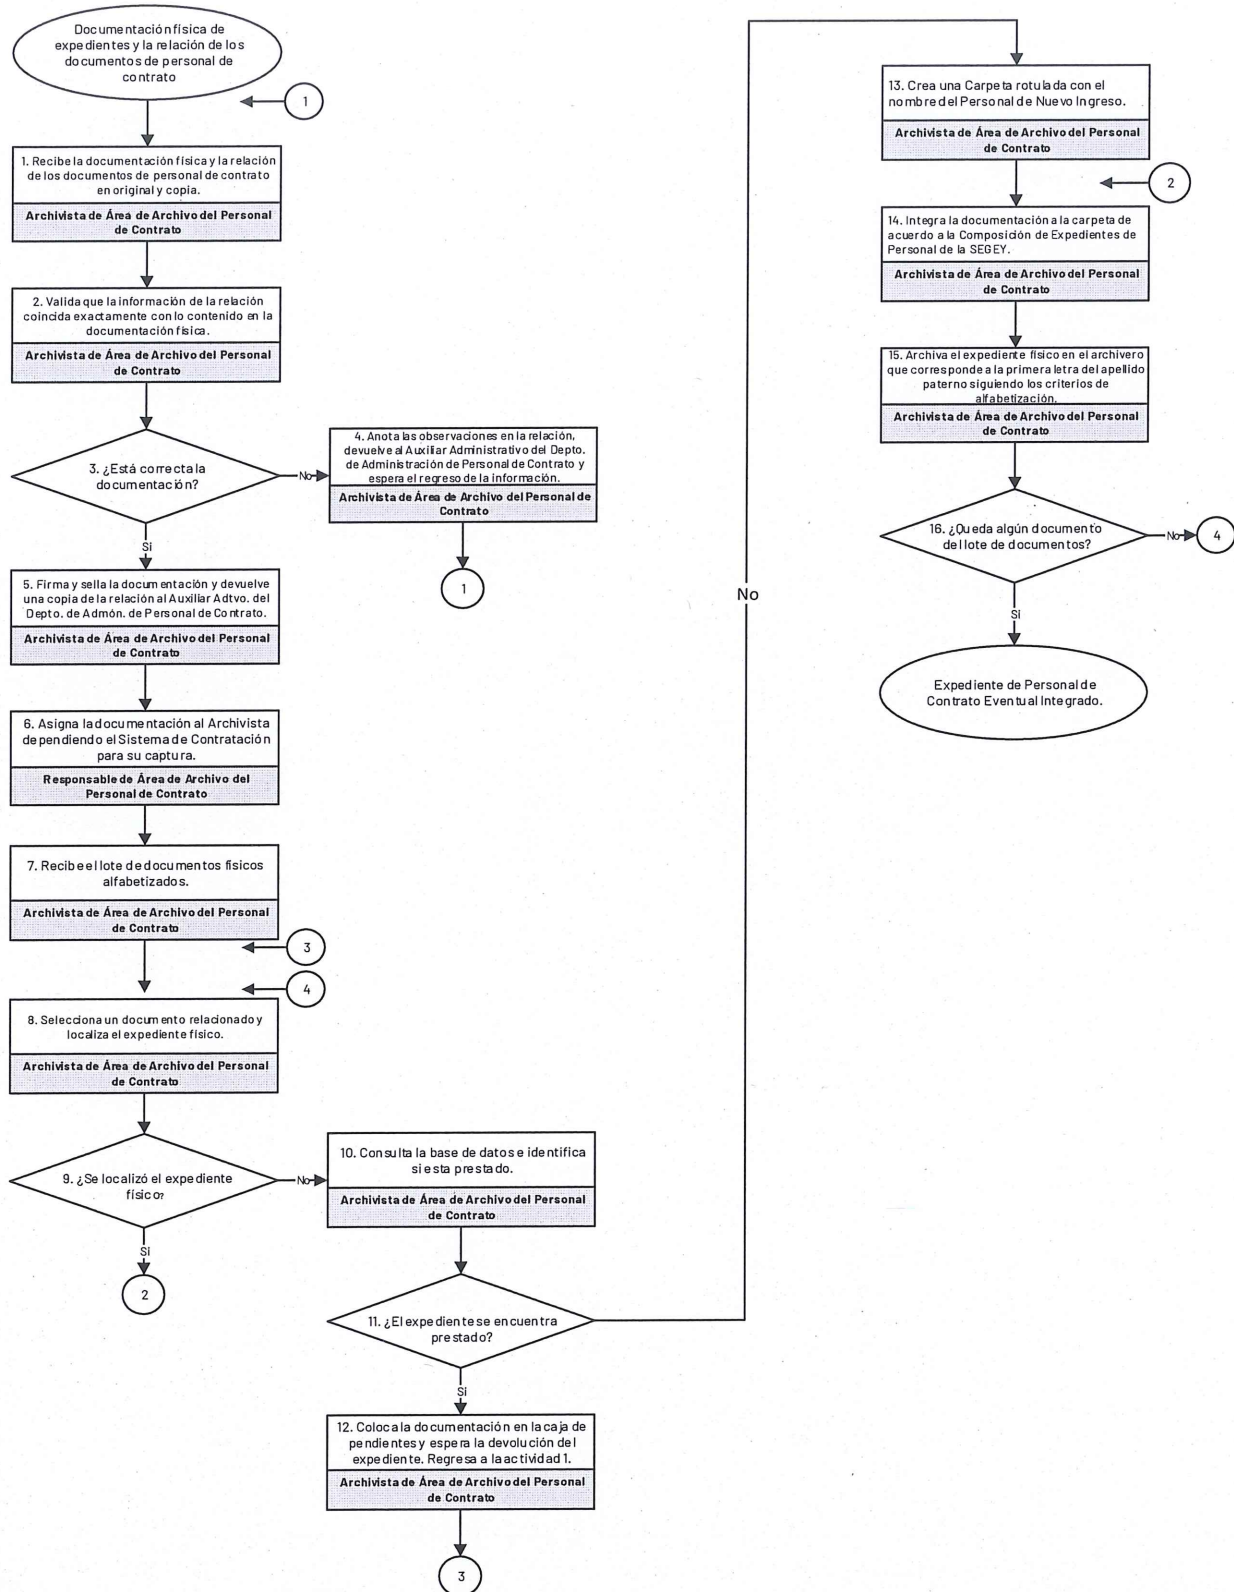 Documentación física de
expedientes y la relación de los
documentos de personal de
contrato
1
1. Recibe la documentación física y la relación
de los documentos de personal de contrato
en original y copia.
Archivista de Área de Archivo del Personal
de Contrato
2. Valida que la información de la relación
coincida exactamente con lo contenido en la
documentación física.
Archivista de Área de Archivo del Personal
de Contrato
3. ¿Está correcta la
documentación?
No
4. Anota las observaciones en la relación,
devuelve al Auxiliar Administrativo del Depto.
de Administración de Personal de Contrato y
espera el regreso de la información.
Archivista de Área de Archivo del Personal de
Contrato
1
Si
5. Firma y sella la documentación y devuelve
una copia de la relación al Auxiliar Adtvo. del
Depto. de Admón. de Personal de Contrato.
Archivista de Área de Archivo del Personal
de Contrato
6. Asigna la documentación al Archivista
dependiendo el Sistema de Contratación
para su captura.
Responsable de Área de Archivo del
Personal de Contrato
7. Recibe el lote de documentos físicos
alfabetizados.
Archivista de Área de Archivo del Personal
de Contrato
3
4
8. Selecciona un documento relacionado y
localiza el expediente físico.
Archivista de Área de Archivo del Personal
de Contrato
9. ¿Se localizó el expediente
físico?
No
Si
2
10. Consulta la base de datos e identifica
si esta prestado.
Archivista de Área de Archivo del Personal
de Contrato
11. ¿El expediente se encuentra
prestado?
No
Si
12. Coloca la documentación en la caja de
pendientes y espera la devolución del
expediente. Regresa a la actividad 1.
Archivista de Área de Archivo del Personal
de Contrato
3
13. Crea una Carpeta rotulada con el
nombre del Personal de Nuevo Ingreso.
Archivista de Área de Archivo del Personal
de Contrato
2
14. Integra la documentación a la carpeta de
acuerdo a la Composición de Expedientes de
Personal de la SEGEY.
Archivista de Área de Archivo del Personal
de Contrato
15. Archiva el expediente físico en el archivero
que corresponde a la primera letra del apellido
paterno siguiendo los criterios de
alfabetización.
Archivista de Área de Archivo del Personal
de Contrato
16. ¿Queda algún documento
del lote de documentos?
No
4
Si
Expediente de Personal de
Contrato Eventual Integrado.